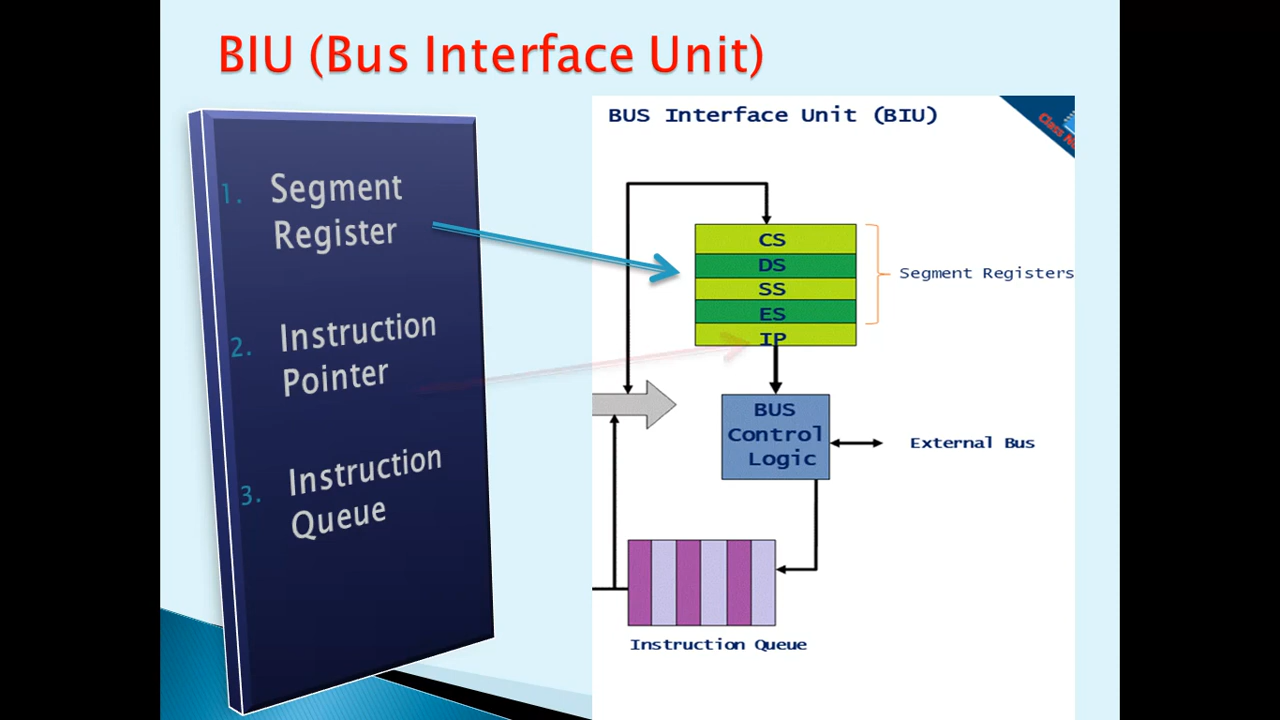 BIU (Bus Interface Unit)
1. Segment
Register
2. Instruction
Pointer
3. Instruction
Queue
BUS Interface Unit (BIU)
Class
CS
DS
SS
ES
IP
Segment Registers
BUS
Control
Logic
External Bus
Instruction Queue